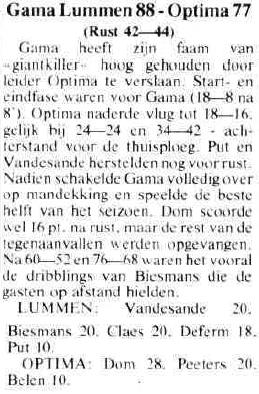 Gama Lummen 88 - Optima 77
(Rust 42—44)
Gama heeft zijn faam van
«giantkiller» hoog gehouden door
leider Optima te verslaan. Start- en
eindfase waren voor Gama (18—8 na
8'). Optima naderde vlug tot 18—16.
gelijk bij 24—24 en 34—42 - ach-
terstand voor de thuisploeg. Put en
Vandesande herstelden nog voor rust.
Nadien schakelde Gama volledig over
op mandekking en speelde de beste
helft van het seizoen. Dom scoorde
wel 16 pt. na rust, maar de rest van de
tegenaanvallen werden opgevangen.
Na 60—52 en 76—68 waren het vooral
de dribblings van Biesmans die de
gasten op afstand hielden.
LUMMEN: Vandesande 20.
Biesmans 20. Claes 20. Deferm 18.
Put 10.
OPTIMA: Dom 28. Peeters 20.
Belen 10.